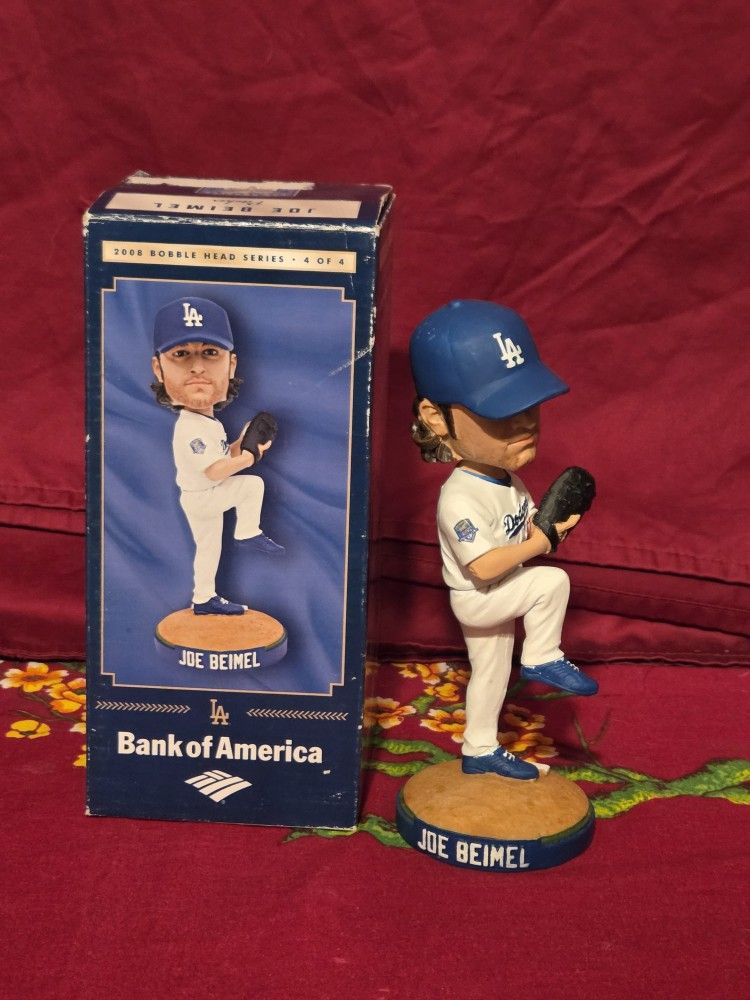 JOE BEIMEL
2008 BOBBLE HEAD SERIES • 4 OF 4
LA
JOE BEIMEL
LA
Bank of America
LA
Dodgers
JOE BEIMEL